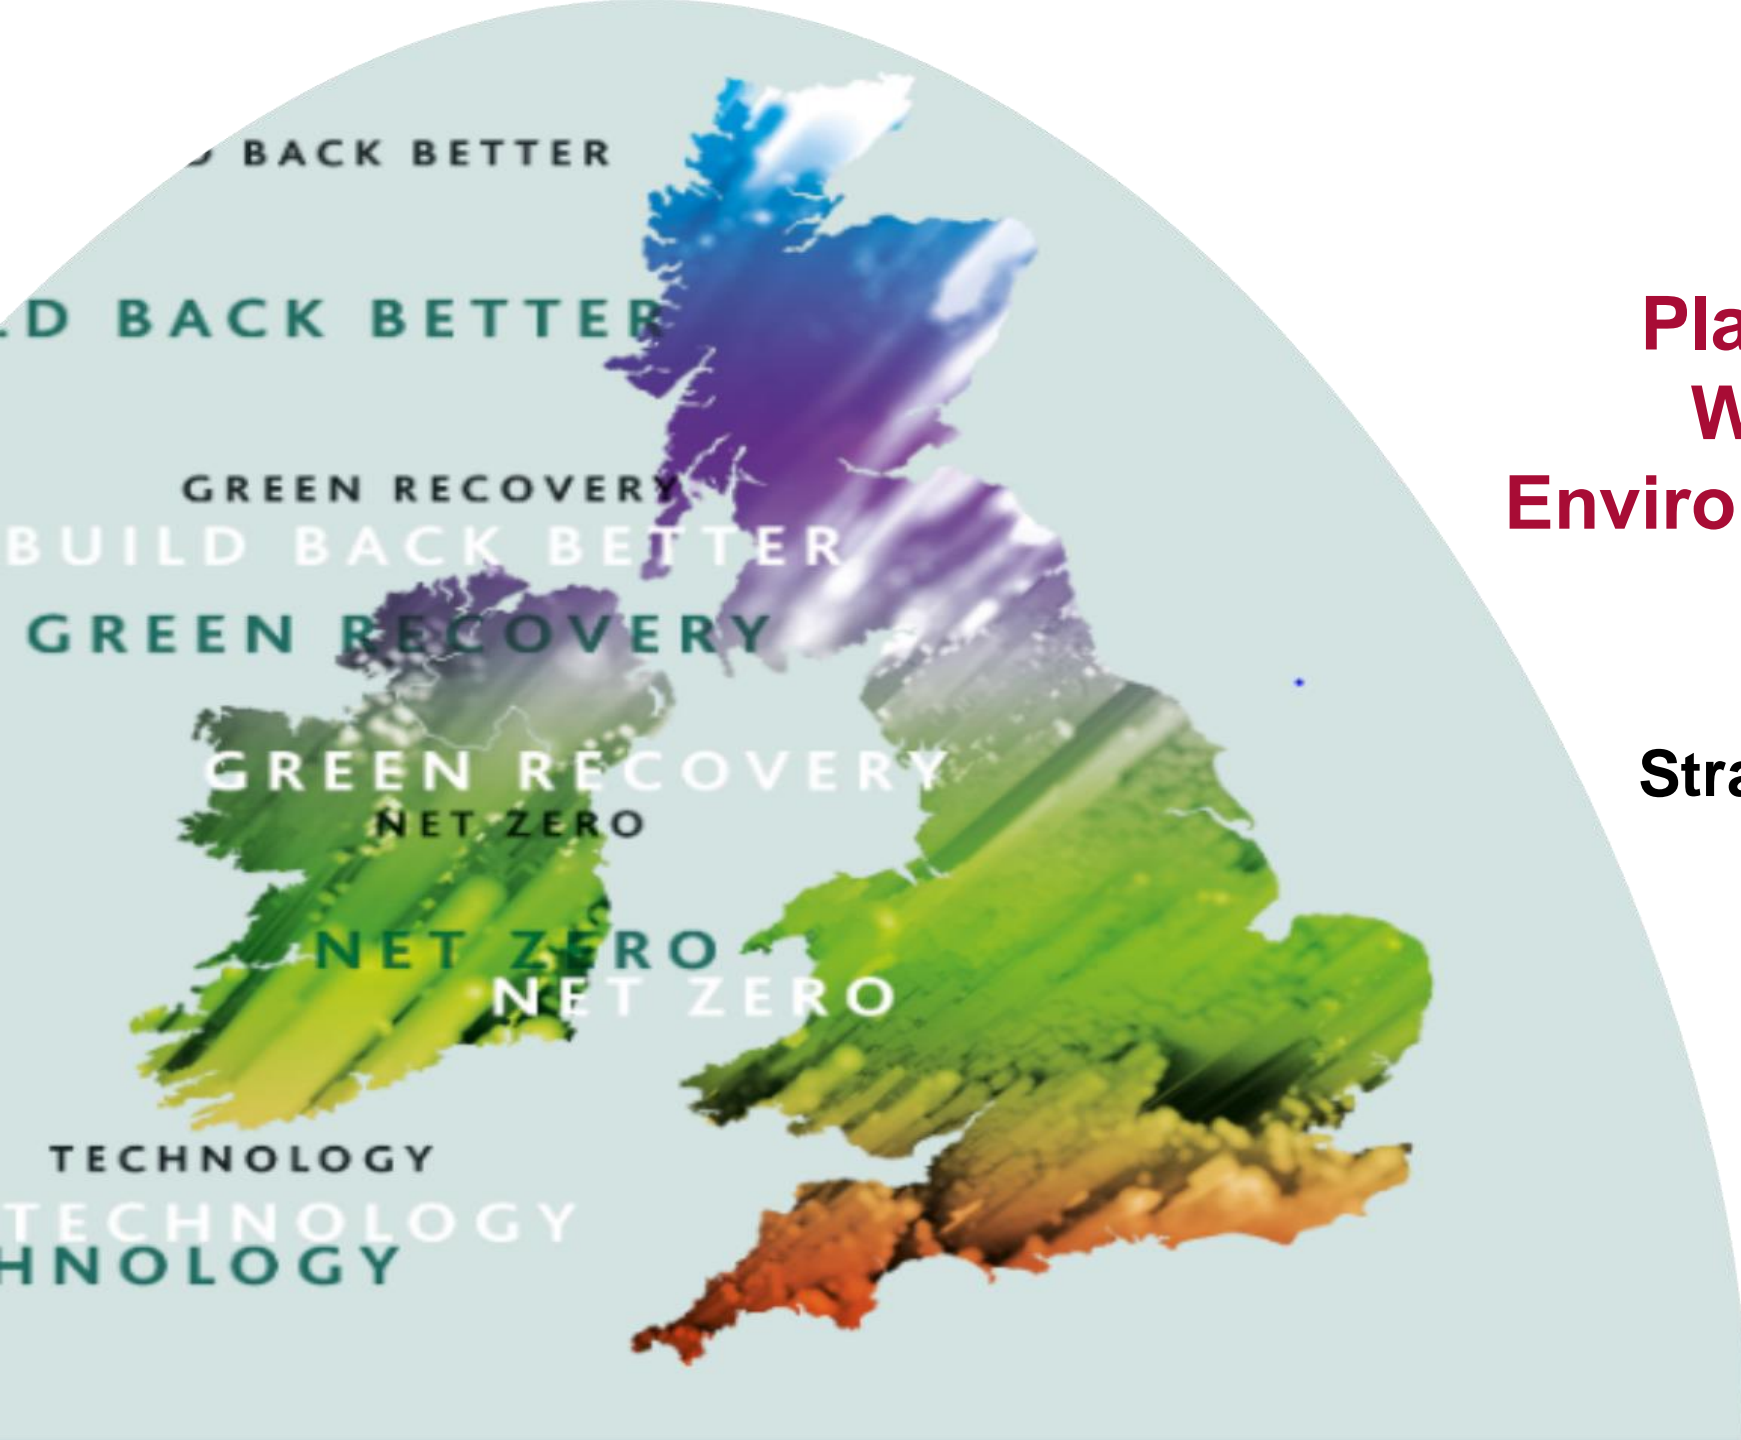 BACK BETTER
D BACK BETTER
Pla
W
GREEN RECOVERY
Enviro
BUILD BACK BETTER
GREEN RECOVERY
GREEN RECOVERY
Stra
NET ZERO
NET ZERO
NET ZERO
TECHNOLOGY
TECHNOLOGY
HNOLOGY